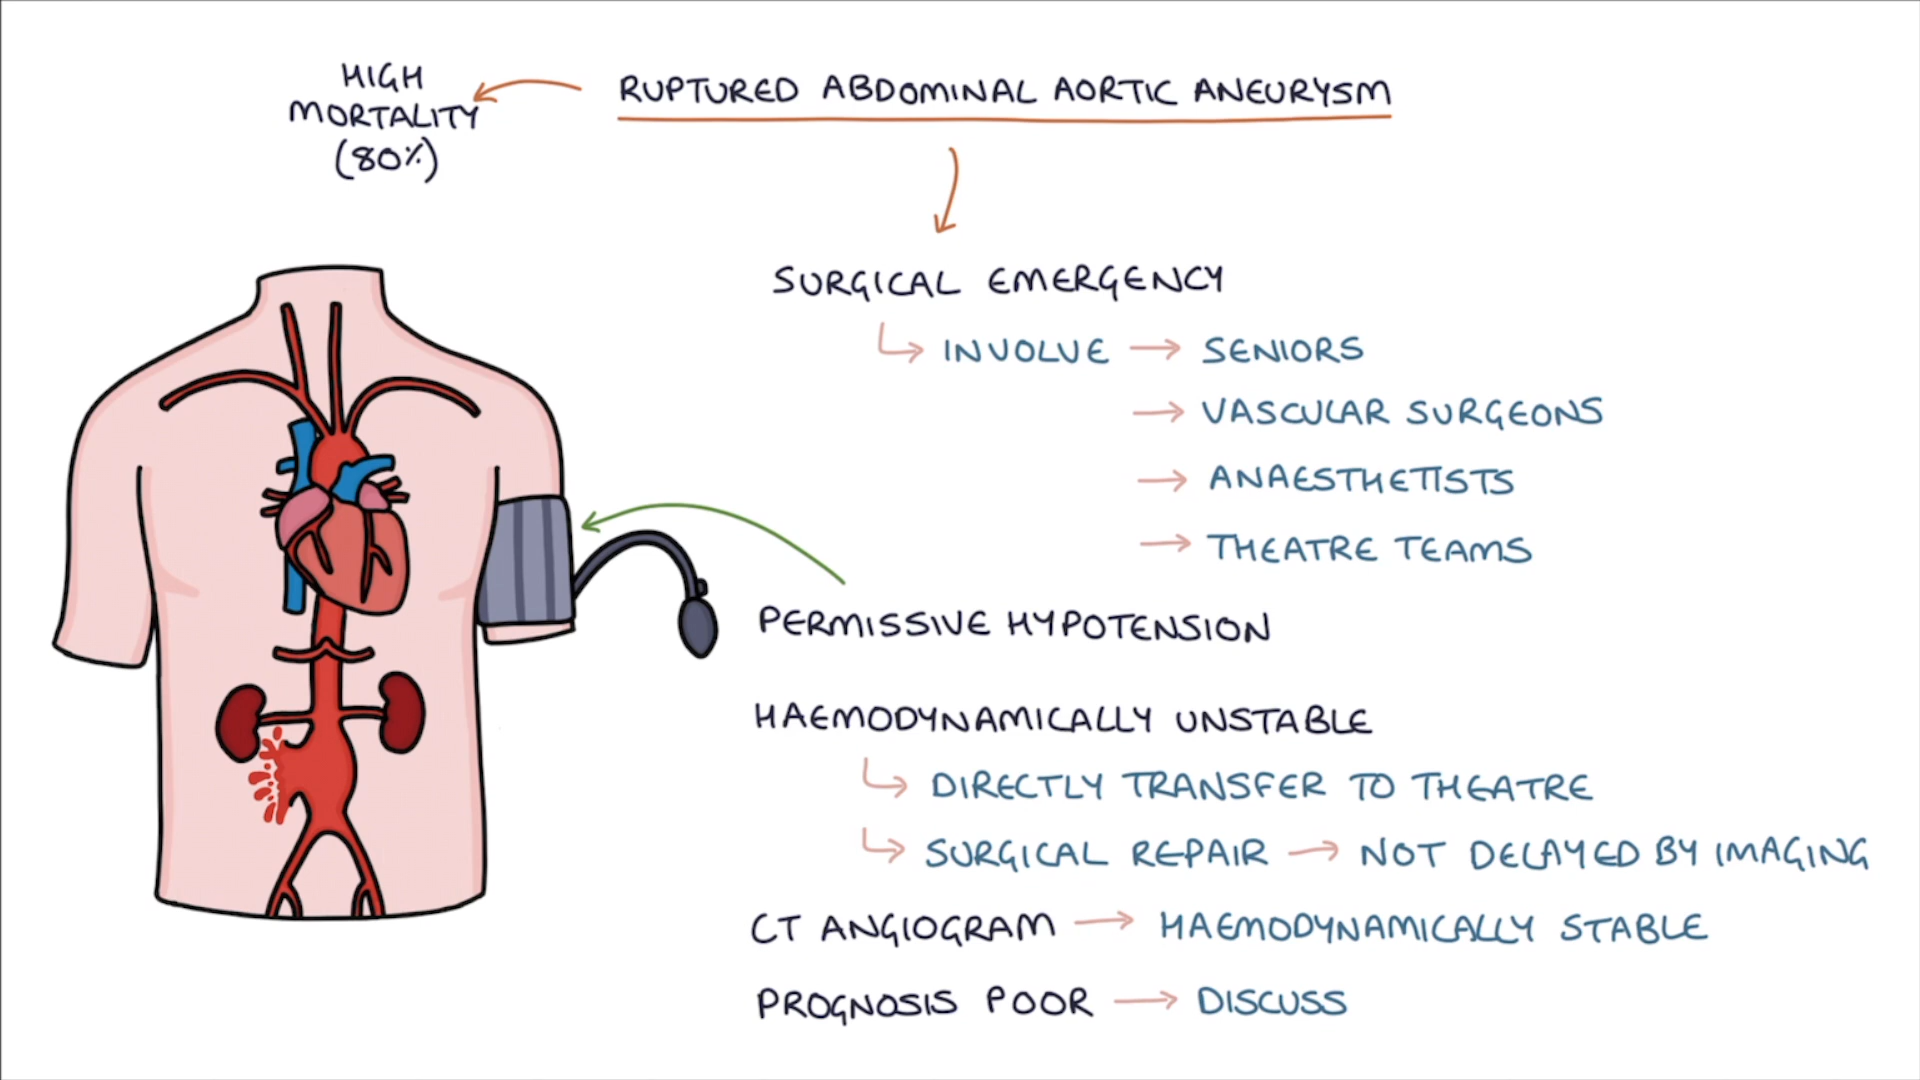 HIGH
MORTALITY
(80%)
RUPTURED ABDOMINAL AORTIC ANEURYSM
SURGICAL EMERGENCY
INVOLVE → SENIORS
→ VASCULAR SURGEONS
→ ANAESTHETISTS
→ THEATRE TEAMS
PERMISSIVE HYPOTENSION
HAEMODYNAMICALLY UNSTABLE
DIRECTLY TRANSFER TO THEATRE
SURGICAL REPAIR → NOT DELAYED BY IMAGING
CT ANGIOGRAM → HAEMODYNAMICALLY STABLE
PROGNOSIS POOR → DISCUSS